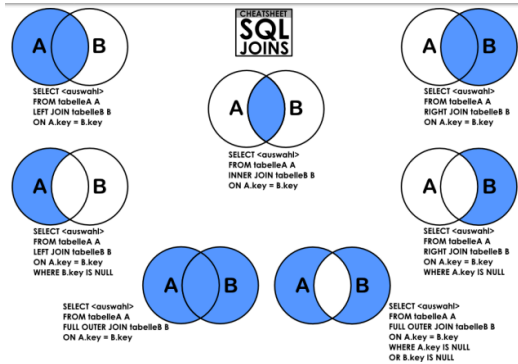 CHEATSHEET
SQL
JOINS
A B
SELECT <auswahl>
FROM tabelleA A
LEFT JOIN tabelleB B
ON A.key = B.key
A B
SELECT <auswahl>
FROM tabelleA A
INNER JOIN tabelleB B
ON A.key = B.key
A B
SELECT <auswahl>
FROM tabelleA A
RIGHT JOIN tabelleB B
ON A.key = B.key
A B
SELECT <auswahl>
FROM tabelleA A
LEFT JOIN tabelleB B
ON A.key = B.key
WHERE B.key IS NULL
A B
SELECT <auswahl>
FROM tabelleA A
RIGHT JOIN tabelleB B
ON A.key = B.key
WHERE A.key IS NULL
A B
SELECT <auswahl>
FROM tabelleA A
FULL OUTER JOIN tabelleB B
ON A.key = B.key
A B
SELECT <auswahl>
FROM tabelleA A
FULL OUTER JOIN tabelleB B
ON A.key = B.key
WHERE A.key IS NULL
OR B.key IS NULL